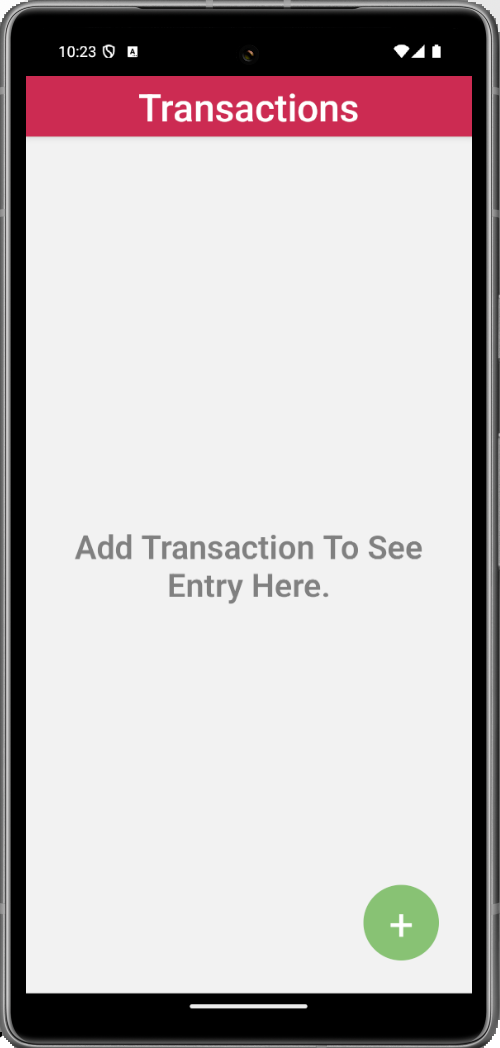 10:23
Transactions
Add Transaction To See
Entry Here.
+